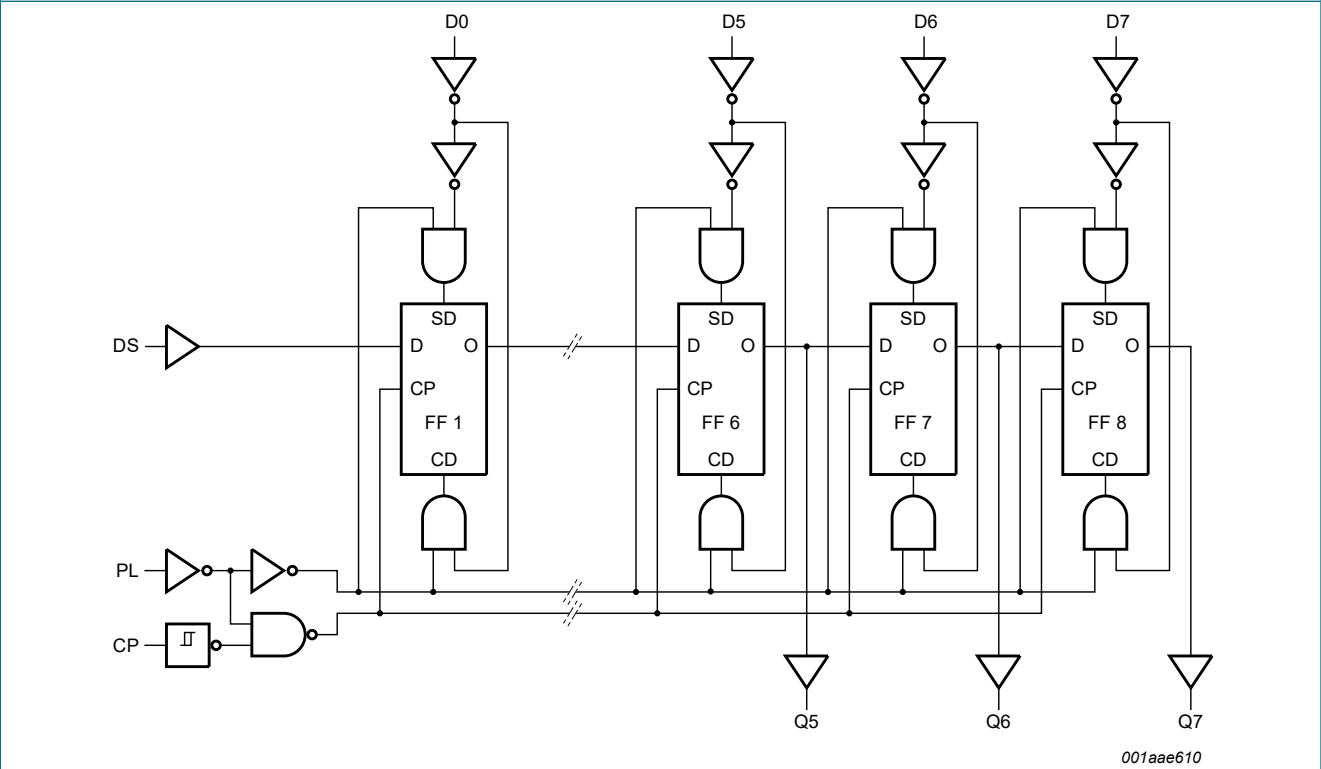 D0 D5 D6 D7
SD SD SD SD
DS D O D O D O D O
CP CP CP CP
FF 1 FF 6 FF 7 FF 8
CD CD CD CD
PL
CP
Q5 Q6 Q7
001aae610